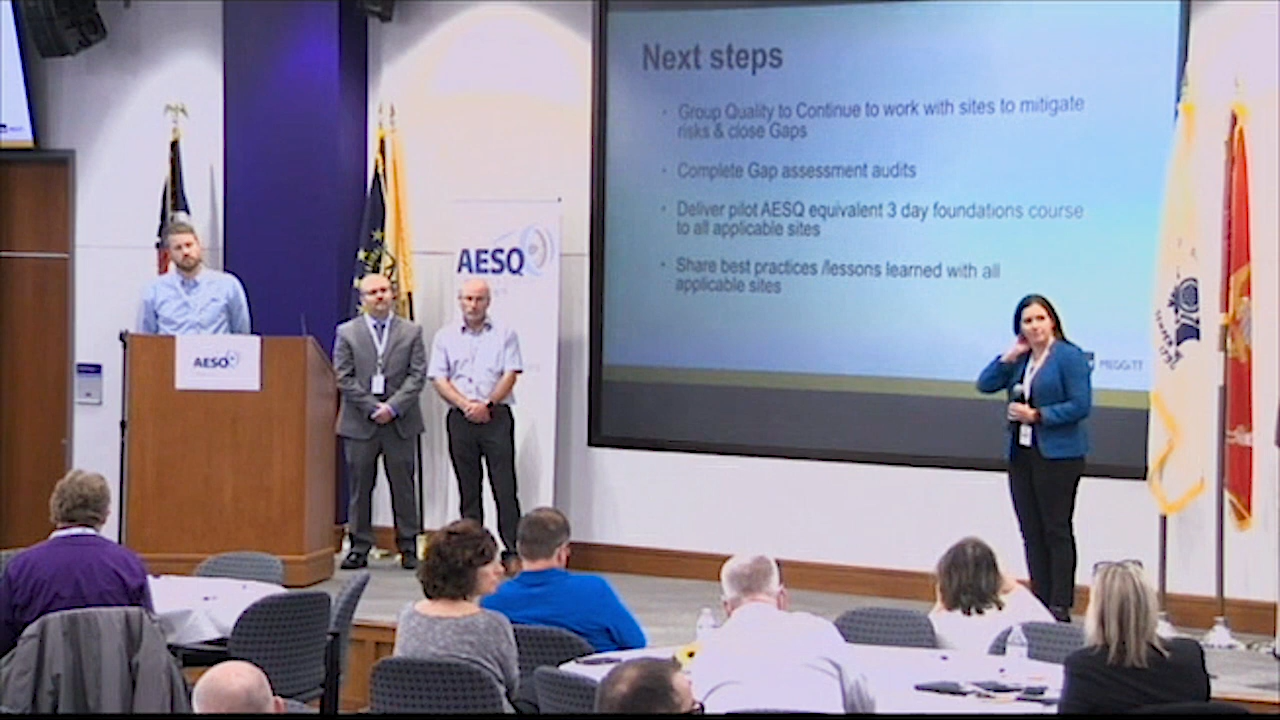 Next steps
· Group Quality to Continue to work with sites to mitigate
risks & close Gaps
· Complete Gap assessment audits
· Deliver pilot AESQ equivalent 3 day foundations course
to all applicable sites
· Share best practices /lessons learned with all
applicable sites
MEGGITT
AESQ
AESQ